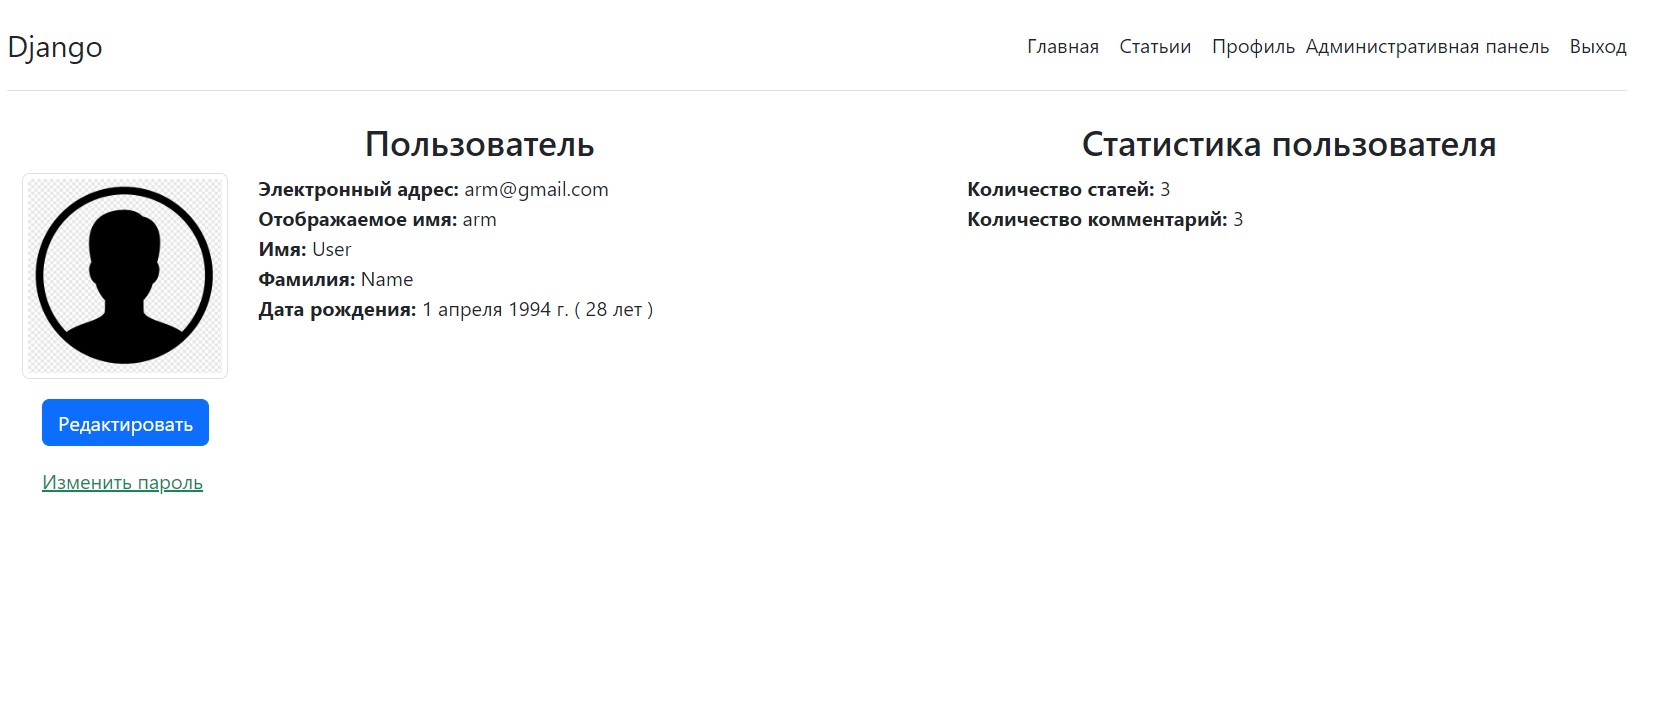 Django
Главная Статьии Профиль Административная панель Выход
Пользователь
Электронный адрес: arm@gmail.com
Отображаемое имя: arm
Имя: User
Фамилия: Name
Дата рождения: 1 апреля 1994 г. ( 28 лет )
Редактировать
Изменить пароль
Статистика пользователя
Количество статей: 3
Количество комментарий: 3